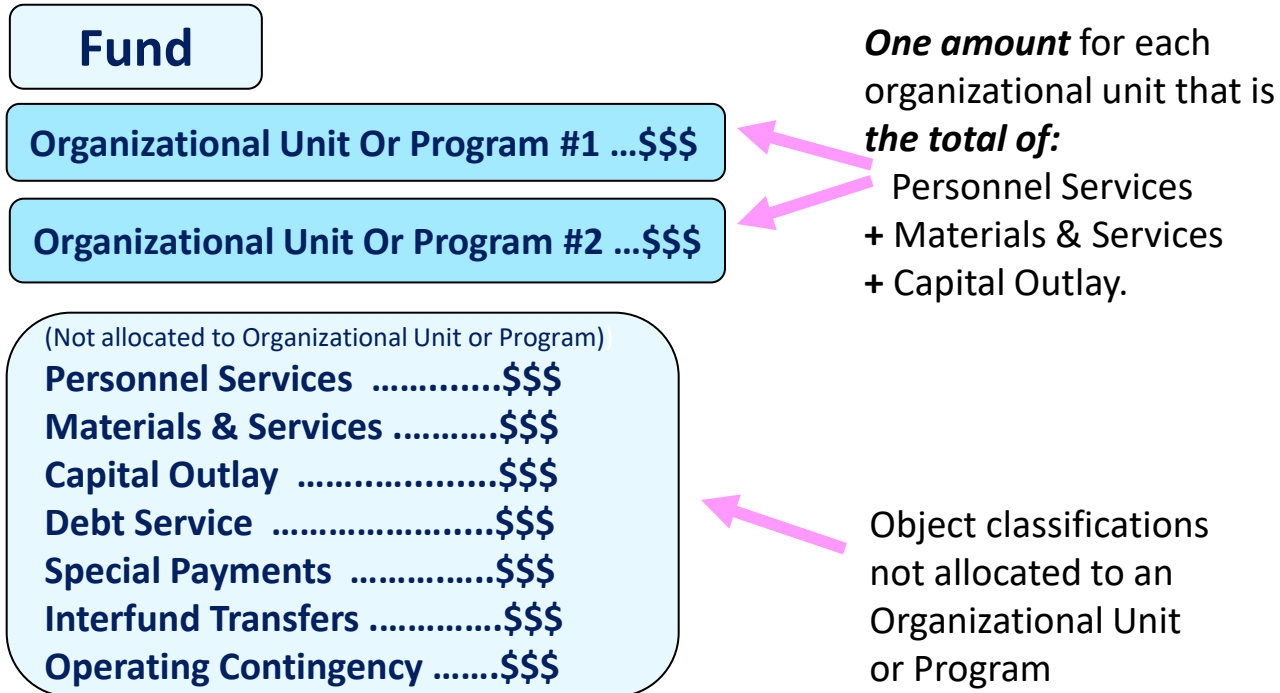 Fund
Organizational Unit Or Program #1 …$$$
Organizational Unit Or Program #2 …$$$
One amount for each
organizational unit that is
the total of:
Personnel Services
+ Materials & Services
+ Capital Outlay.
(Not allocated to Organizational Unit or Program)
Personnel Services ……......$$$
Materials & Services ..……….$$$
Capital Outlay ……..…........$$$
Debt Service ………………......$$$
Special Payments ……….…..$$$
Interfund Transfers ..………….$$$
Operating Contingency …….$$$
Object classifications
not allocated to an
Organizational Unit
or Program